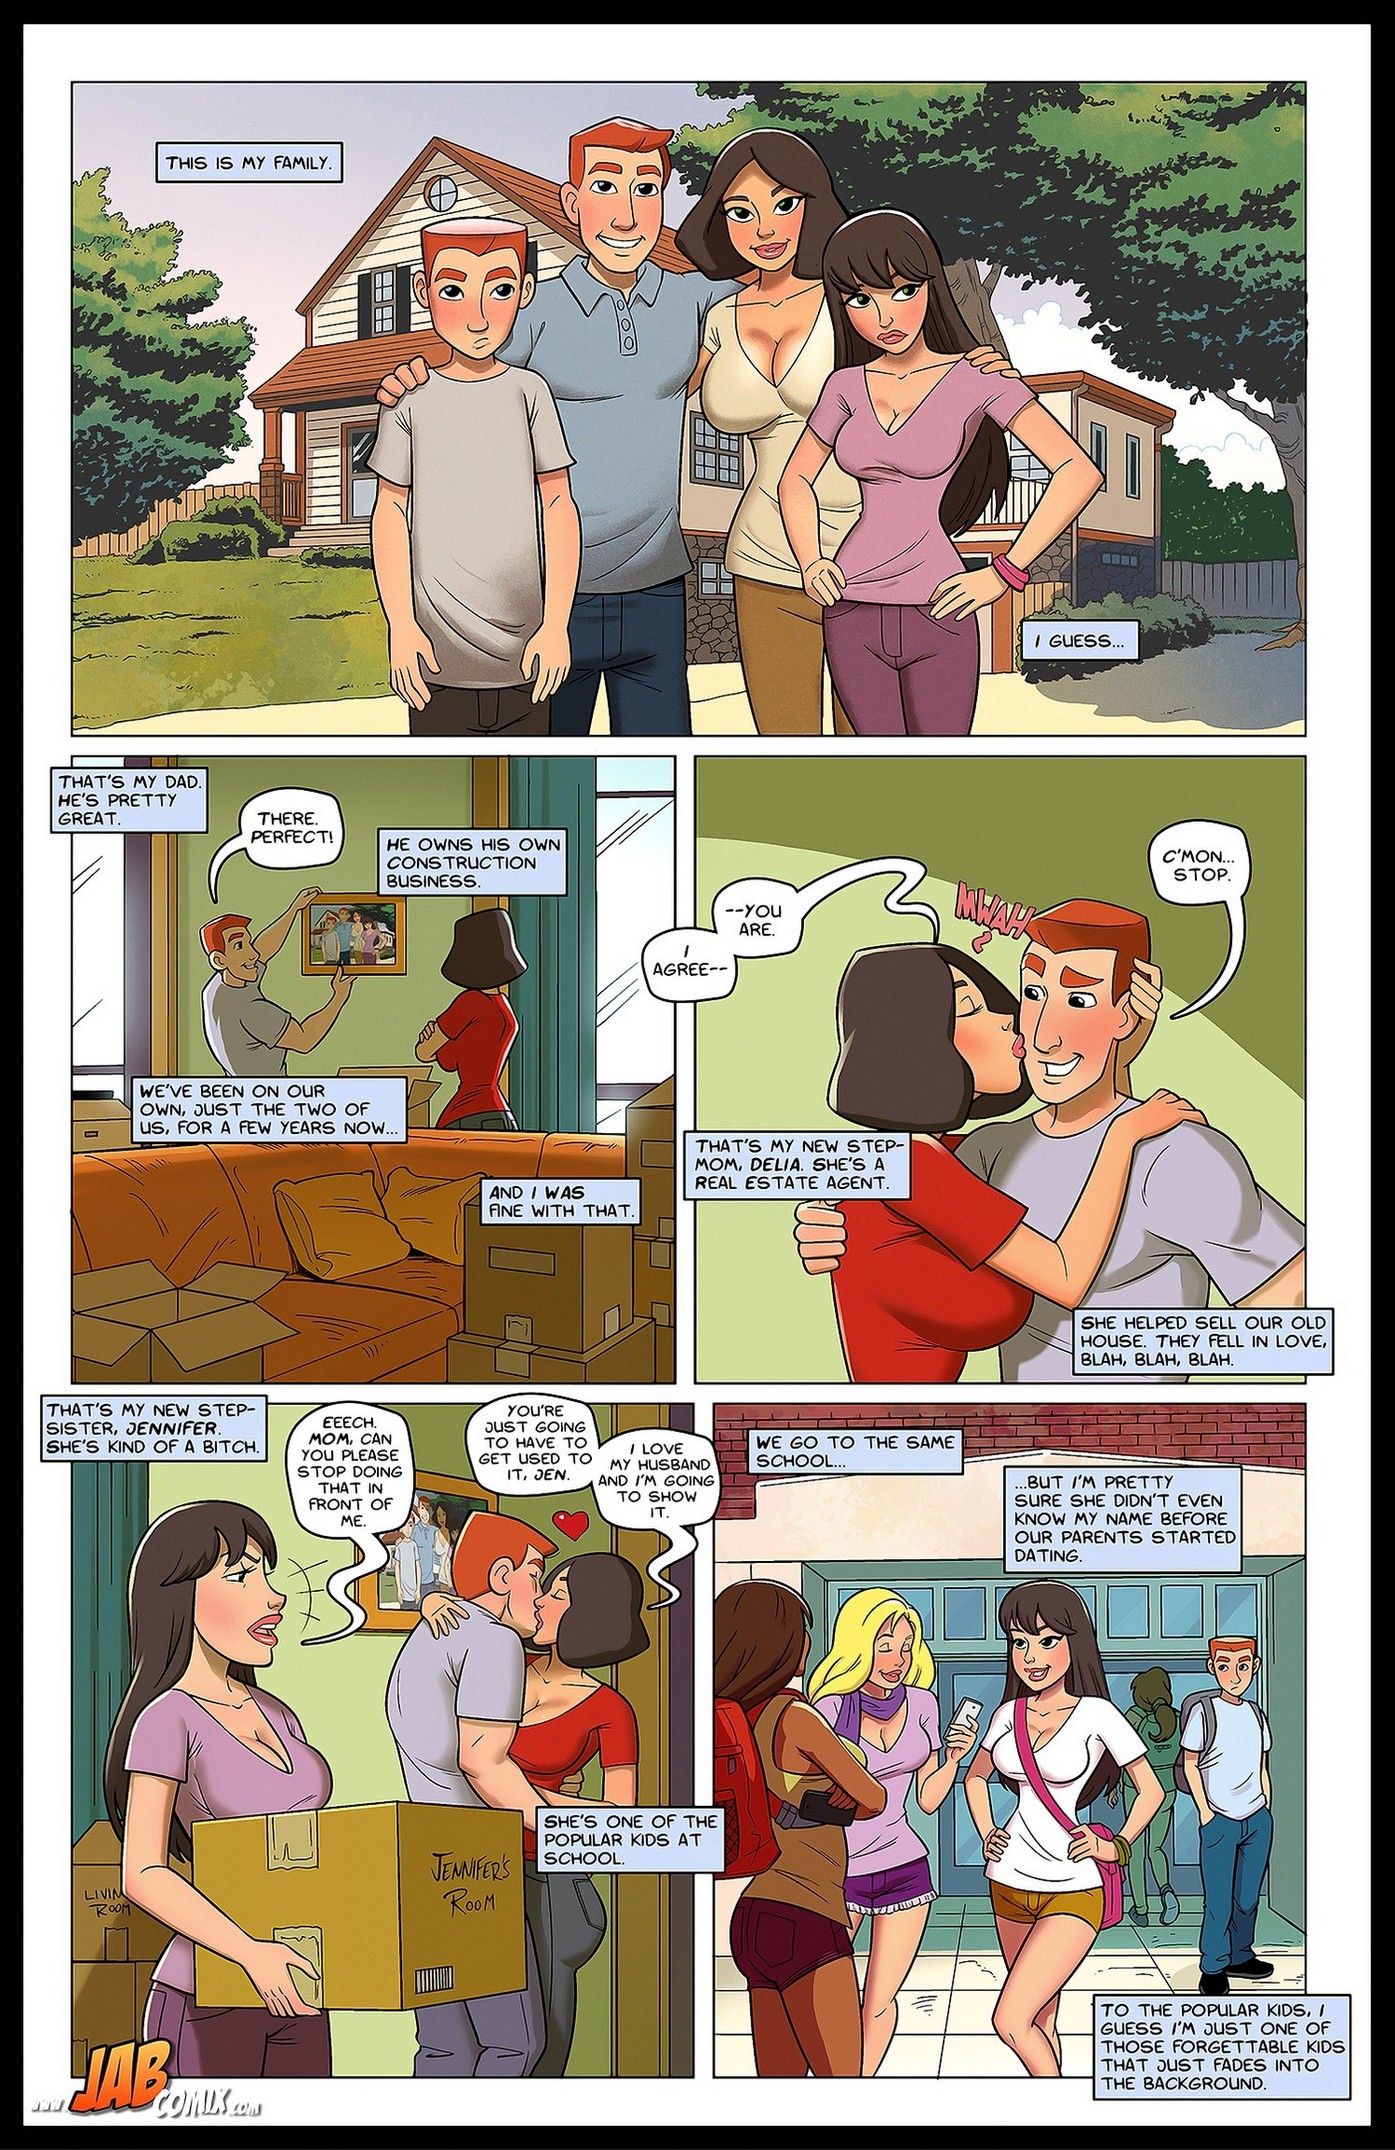 THIS IS MY FAMILY.
I GUESS...
THAT'S MY DAD.
HE'S PRETTY
GREAT.
THERE.
PERFECT!
HE OWNS HIS OWN
CONSTRUCTION
BUSINESS.
WE'VE BEEN ON OUR
OWN, JUST THE TWO OF
US, FOR A FEW YEARS NOW...
AND I WAS
FINE WITH THAT.
I
AGREE--
--YOU
ARE.
MWAH
C'MON...
STOP.
THAT'S MY NEW STEP-
MOM, DELIA. SHE'S A
REAL ESTATE AGENT.
SHE HELPED SELL OUR OLD
HOUSE. THEY FELL IN LOVE,
BLAH, BLAH, BLAH.
THAT'S MY NEW STEP-
SISTER, JENNIFER.
SHE'S KIND OF A BITCH.
EEECH.
MOM, CAN
YOU PLEASE
STOP DOING
THAT IN
FRONT OF
ME.
YOU'RE
JUST GOING
TO HAVE TO
GET USED TO
IT, JEN.
I LOVE
MY HUSBAND
AND I'M GOING
TO SHOW
IT.
SHE'S ONE OF THE
POPULAR KIDS AT
SCHOOL.
LIVIN
ROOM
JENNIFER'S
ROOM
WE GO TO THE SAME
SCHOOL...
...BUT I'M PRETTY
SURE SHE DIDN'T EVEN
KNOW MY NAME BEFORE
OUR PARENTS STARTED
DATING.
TO THE POPULAR KIDS, I
GUESS I'M JUST ONE OF
THOSE FORGETTABLE KIDS
THAT JUST FADES INTO
THE BACKGROUND.
www.JABCOMIX.com